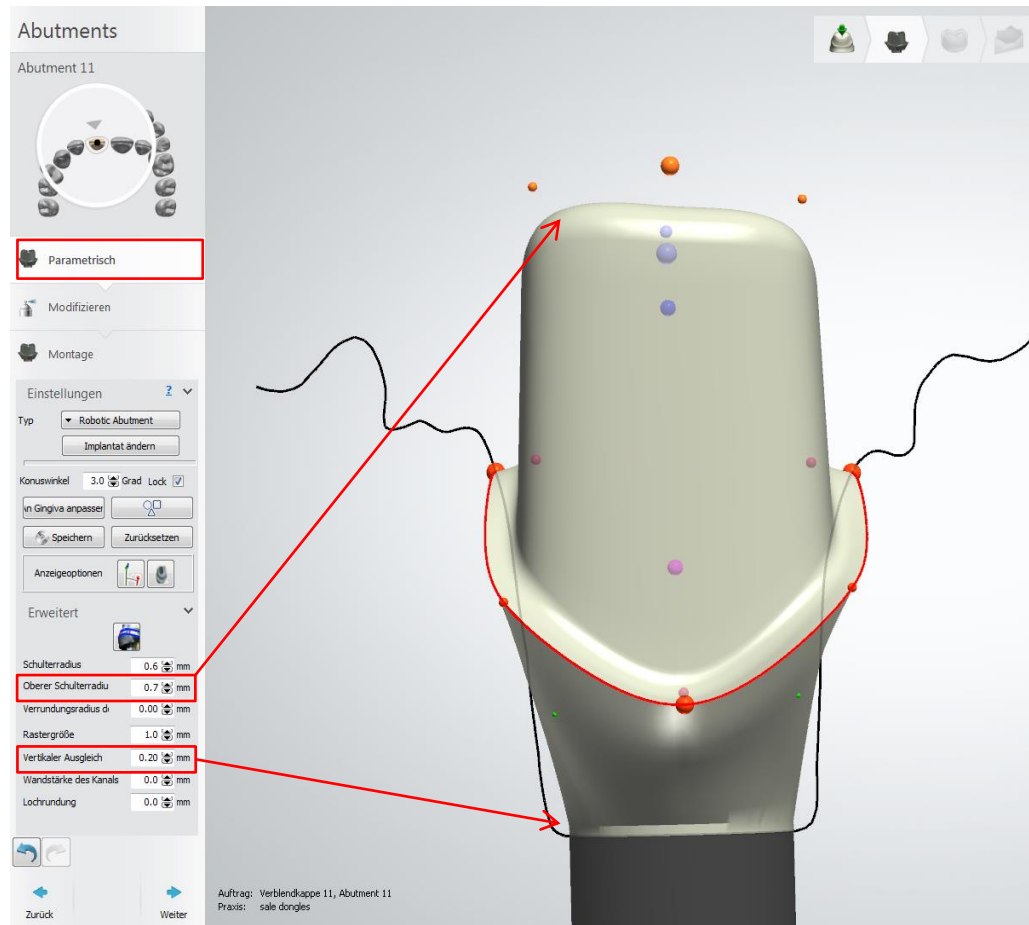 Abutments
Abutment 11
Parametrisch
Modifizieren
Montage
Einstellungen ?
Typ Robotic Abutment
Implantat ändern
Konuswinkel 3.0 Grad Lock
An Gingiva anpasser
Speichern Zurücksetzen
Anzeigeoptionen
Erweitert
Schulterradius 0.6 mm
Oberer Schulterradiu 0.7 mm
Verrundungsradius d 0.00 mm
Rastergröße 1.0 mm
Vertikaler Ausgleich 0.20 mm
Wandstärke des Kanals 0.0 mm
Lochrundung 0.0 mm
Zurück Weiter
Auftrag: Verblendkappe 11, Abutment 11
Praxis: sale dongles